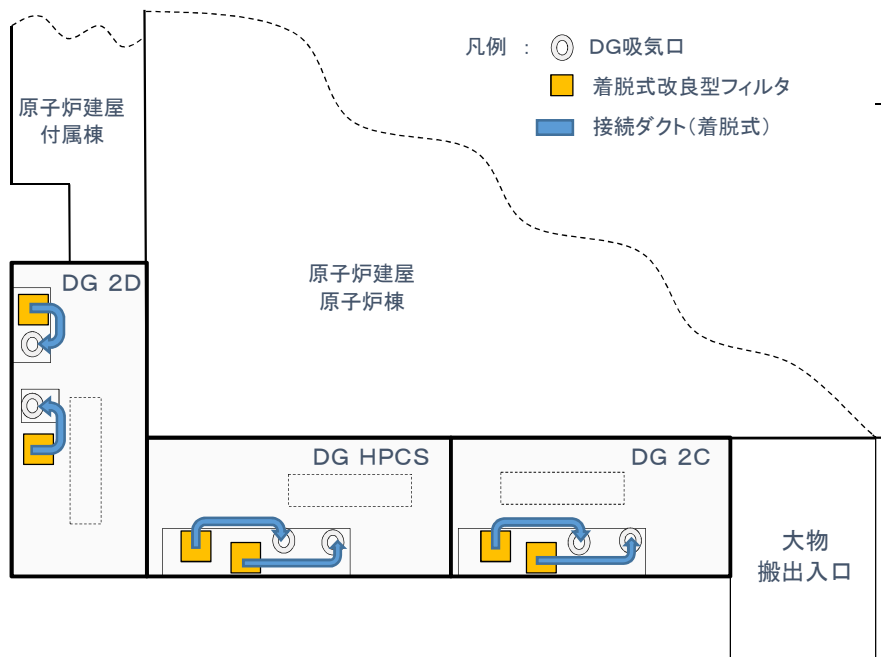 凡例 :
DG吸気口
着脱式改良型フィルタ
接続ダクト(着脱式)
原子炉建屋
付属棟
原子炉建屋
原子炉棟
DG 2D
DG HPCS
DG 2C
大物
搬出入口